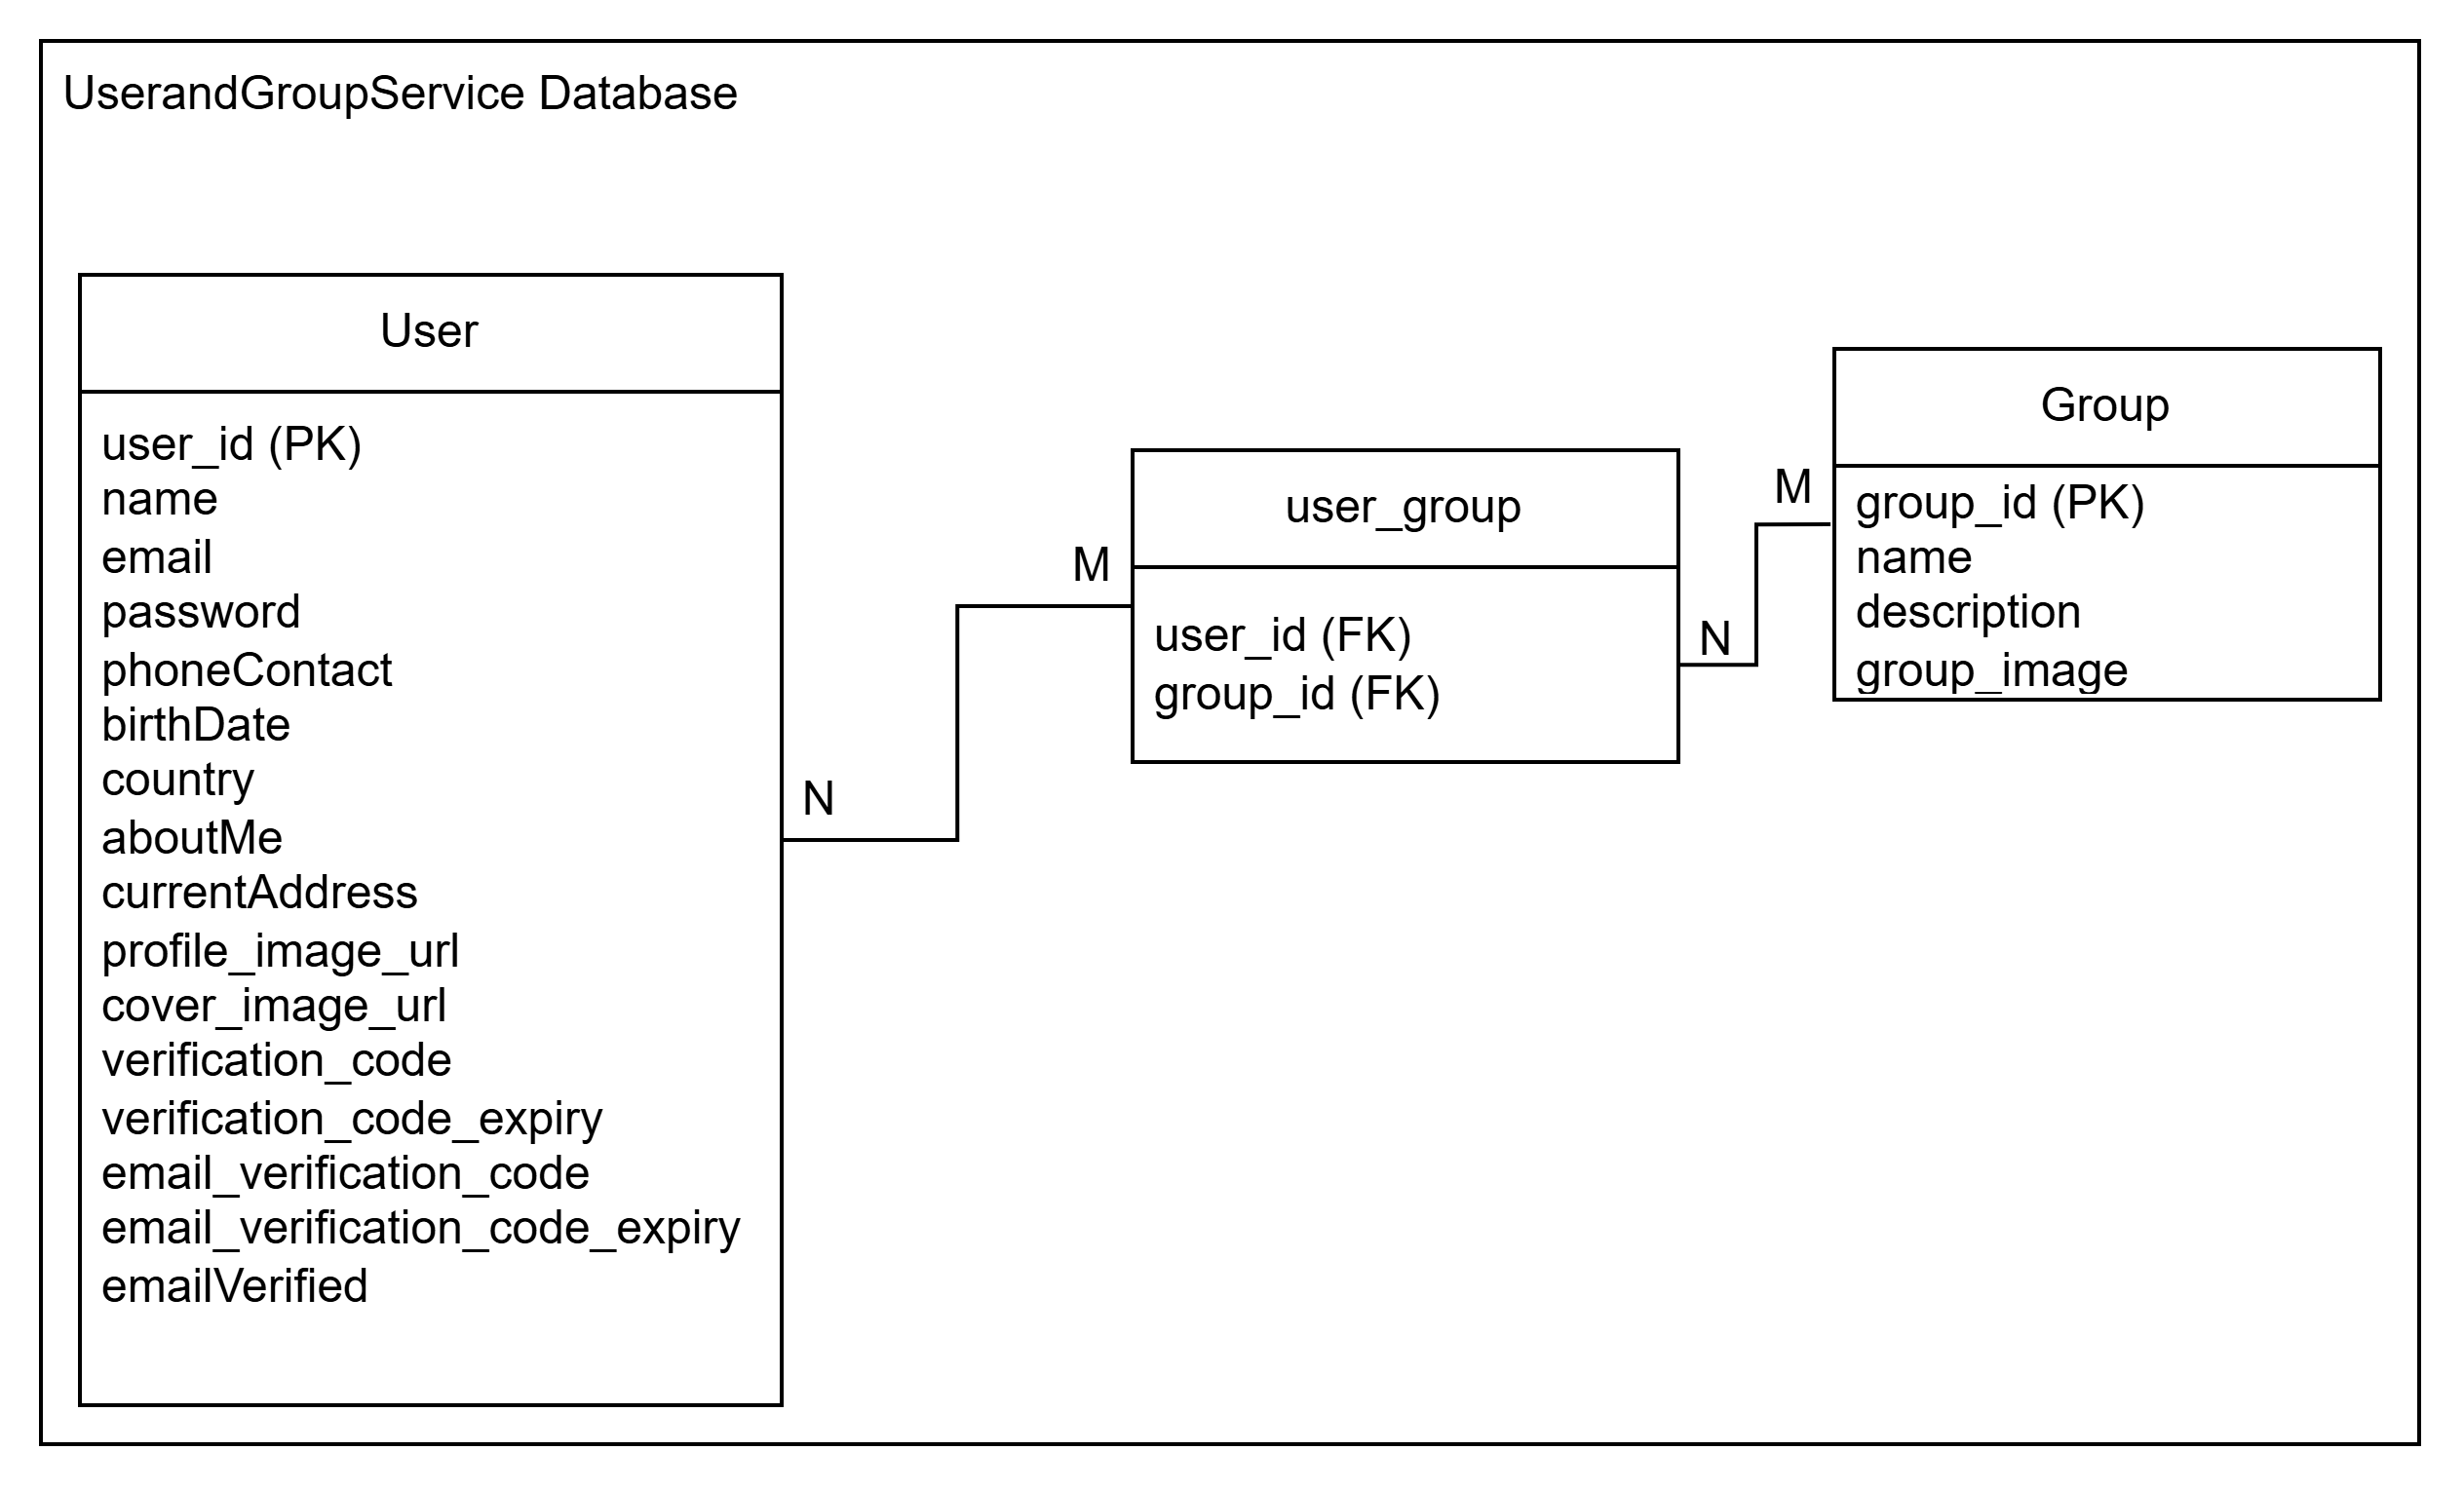 UserandGroupService Database
User
user_id (PK)
name
email
password
phoneContact
birthDate
country
aboutMe
currentAddress
profile_image_url
cover_image_url
verification_code
verification_code_expiry
email_verification_code
email_verification_code_expiry
emailVerified
N
M
user_group
user_id (FK)
group_id (FK)
N
M
Group
group_id (PK)
name
description
group_image